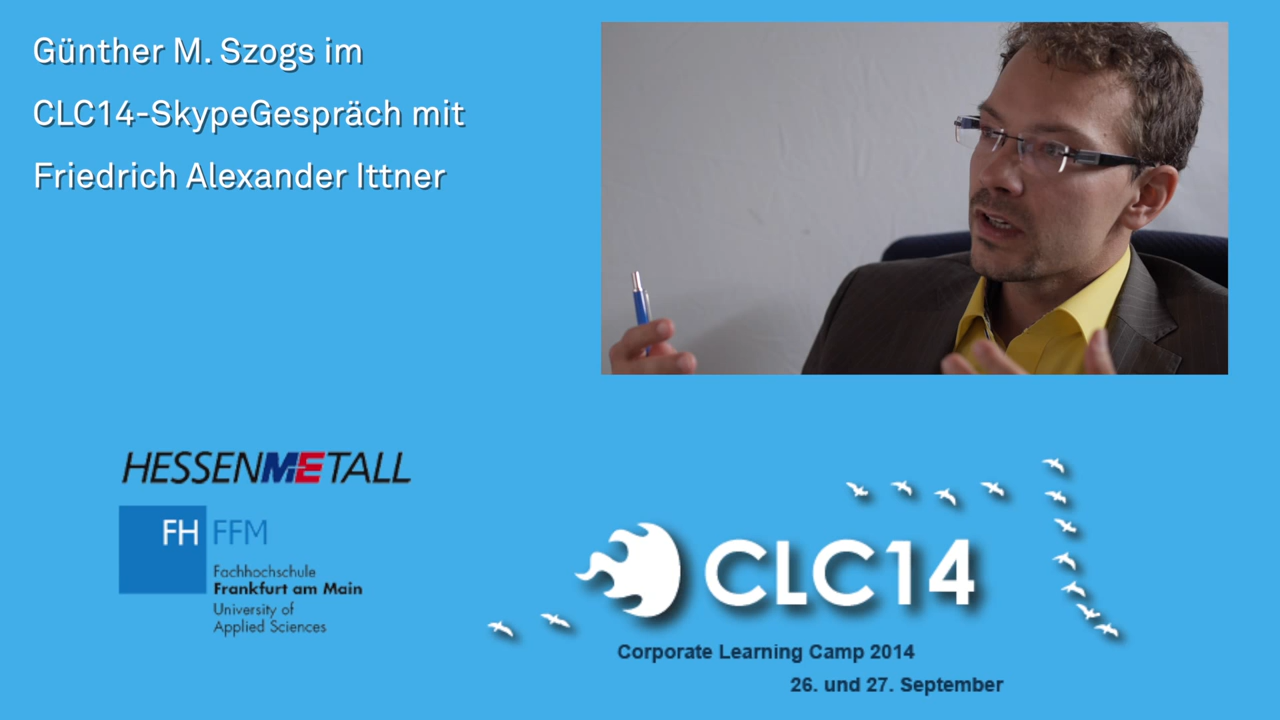 Günther M. Szogs im
CLC14-SkypeGespräch mit
Friedrich Alexander Ittner
HESSENMETALL
FH FFM
Fachhochschule
Frankfurt am Main
University of
Applied Sciences
CLC14
Corporate Learning Camp 2014
26. und 27. September